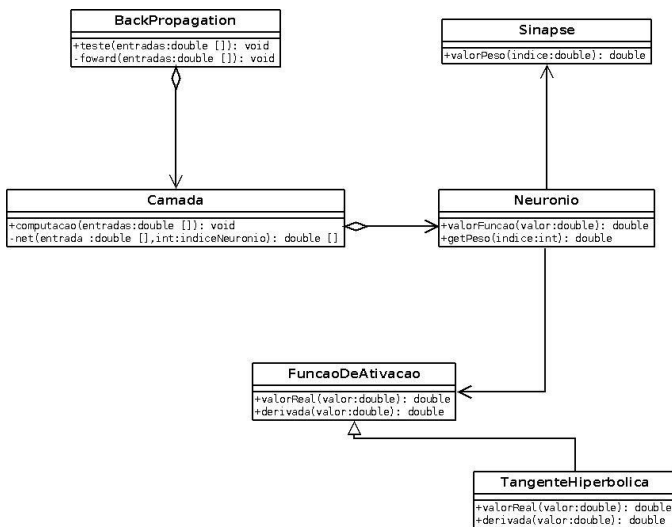 BackPropagation
+teste(entradas:double []): void
-foward(entradas:double []): void
Sinapse
+valorPeso(indice:double): double
Camada
+computacao(entradas:double []): void
-net(entrada :double [],int:indiceNeuronio): double []
Neuronio
+valorFuncao(valor:double): double
+getPeso(indice:int): double
FuncaoDeAtivacao
+valorReal(valor:double): double
+derivada(valor:double): double
TangenteHiperbolica
+valorReal(valor:double): double
+derivada(valor:double): double